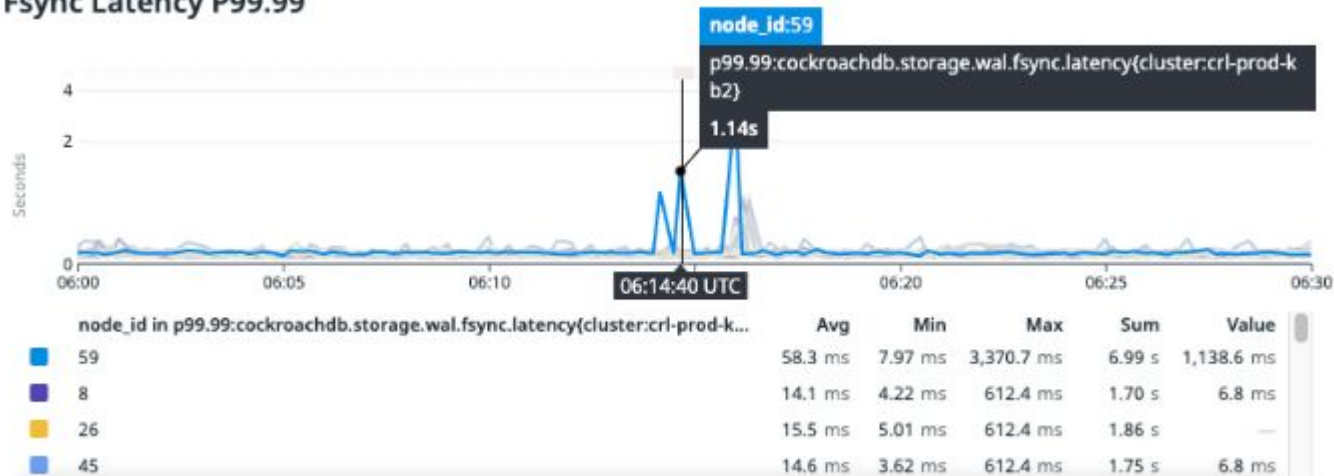 Fsync Latency P99.99
node_id:59
p99.99:cockroachdb.storage.wal.fsync.latency{cluster:crl-prod-k
b2}
1.14s
4
2
0
Seconds
06:00 06:05 06:10 06:14:40 UTC 06:20 06:25 06:30
node_id in p99.99:cockroachdb.storage.wal.fsync.latency{cluster:crl-prod-k... Avg Min Max Sum Value
59 58.3 ms 7.97 ms 3,370.7 ms 6.99 s 1,138.6 ms
8 14.1 ms 4.22 ms 612.4 ms 1.70 s 6.8 ms
26 15.5 ms 5.01 ms 612.4 ms 1.86 s —
45 14.6 ms 3.62 ms 612.4 ms 1.75 s 6.8 ms